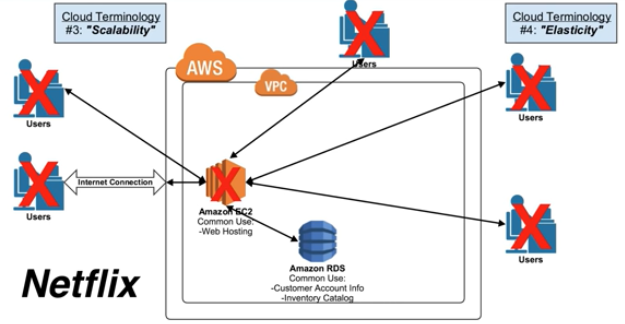 Cloud Terminology
#3: "Scalability"
Cloud Terminology
#4: "Elasticity"
Users
AWS
VPC
Users
Users
Users
Internet Connection
Users
Amazon EC2
Common Use:
-Web Hosting
Users
Amazon RDS
Common Use:
-Customer Account Info
-Inventory Catalog
Netflix